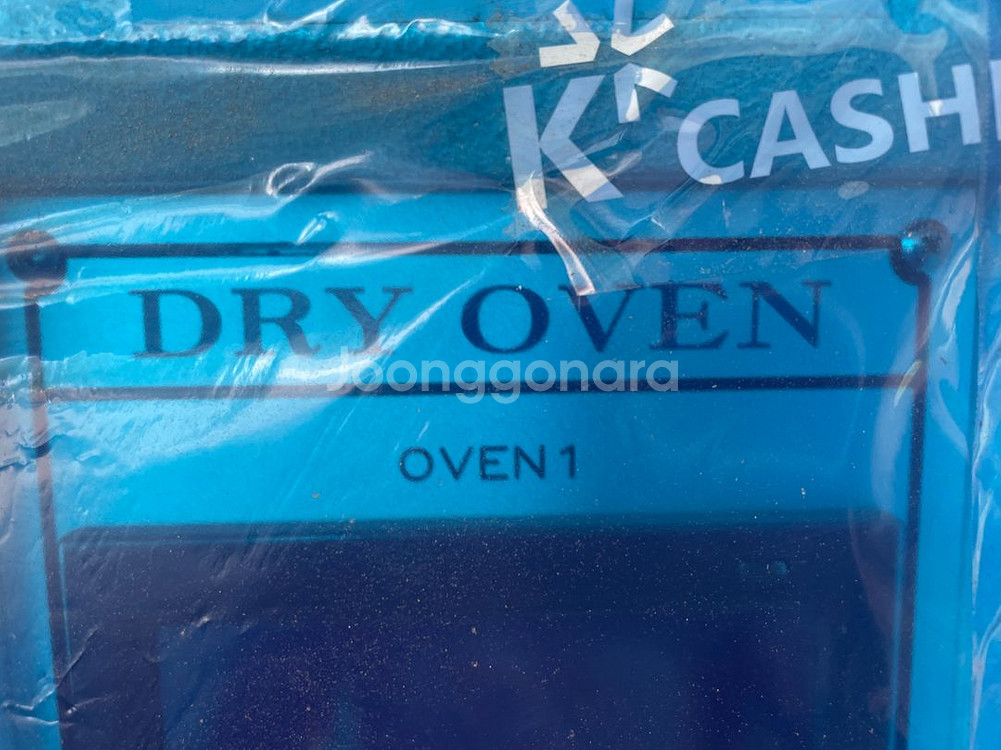 K CASH
DRY OVEN
Joonggonara
OVEN 1